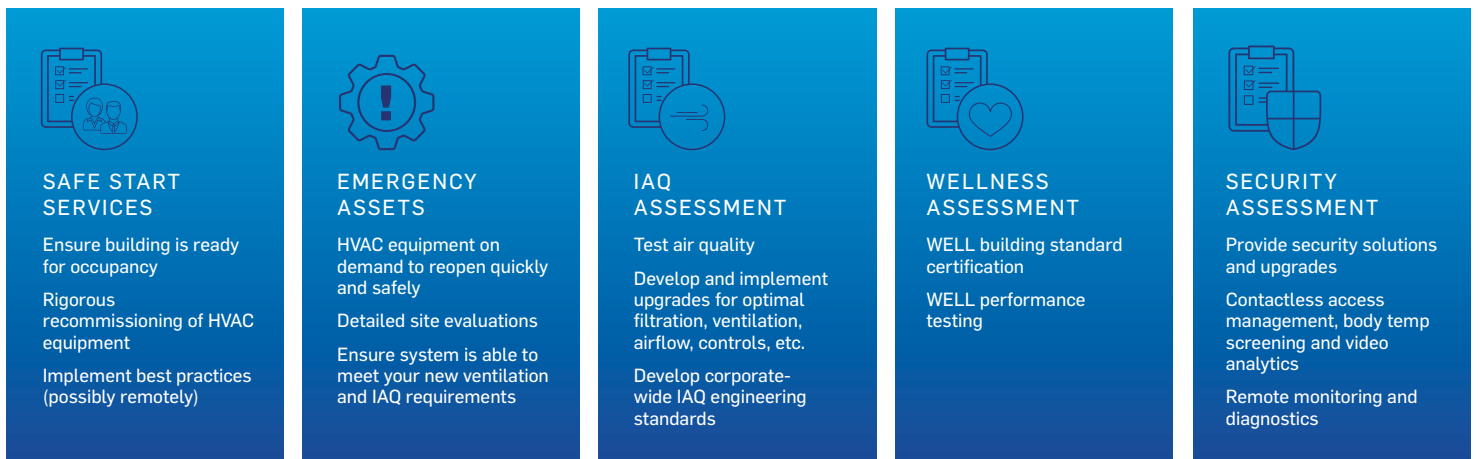 SAFE START
SERVICES
Ensure building is ready
for occupancy
Rigorous
recommissioning of HVAC
equipment
Implement best practices
(possibly remotely)
EMERGENCY
ASSETS
HVAC equipment on
demand to reopen quickly
and safely
Detailed site evaluations
Ensure system is able to
meet your new ventilation
and IAQ requirements
IAQ
ASSESSMENT
Test air quality
Develop and implement
upgrades for optimal
filtration, ventilation,
airflow, controls, etc.
Develop corporate-
wide IAQ engineering
standards
WELLNESS
ASSESSMENT
WELL building standard
certification
WELL performance
testing
SECURITY
ASSESSMENT
Provide security solutions
and upgrades
Contactless access
management, body temp
screening and video
analytics
Remote monitoring and
diagnostics